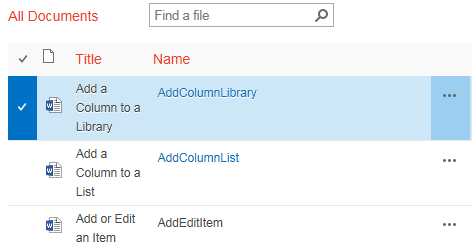 All Documents
Find a file
Title Name
Add a
Column to a
Library
AddColumnLibrary
Add a
Column to a
List
AddColumnList
Add or Edit
an Item
AddEditItem